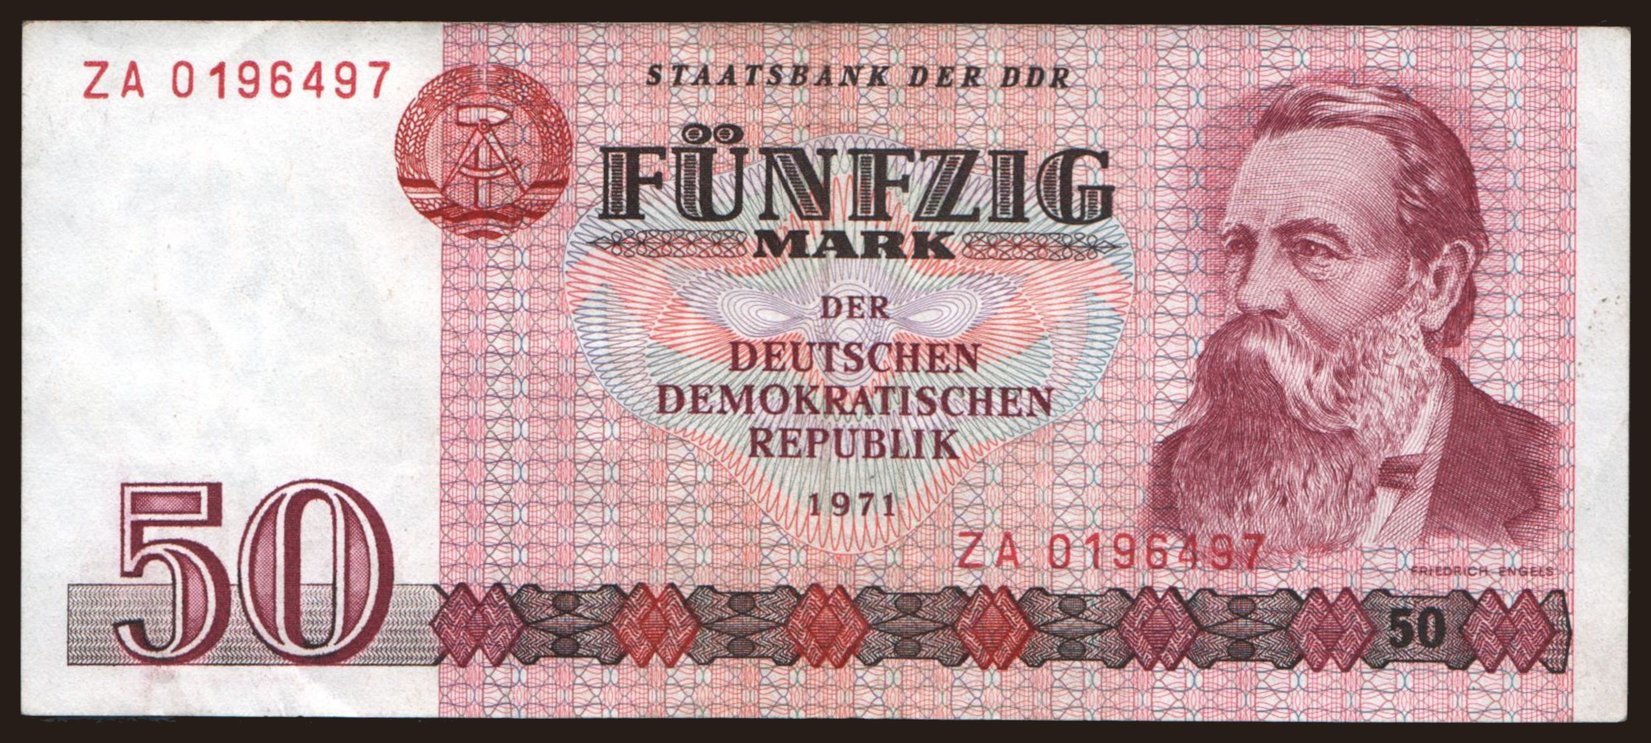 ZA 0196497
STAATSBANK DER DDR
FÜNFZIG
MARK
DER
DEUTSCHEN
DEMOKRATISCHEN
REPUBLIK
1971
ZA 0196497
FRIEDRICH ENGELS
50
50